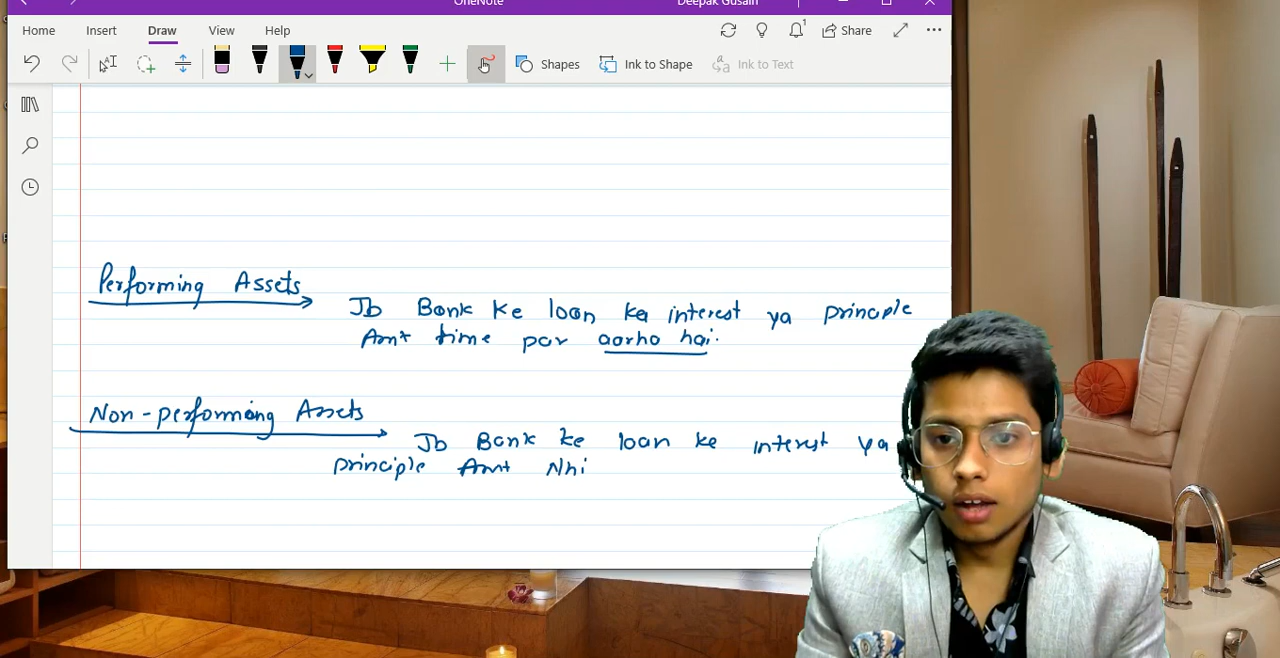 OneNote
Deepak Gusain
Home Insert Draw View Help
1
Share
Shapes Ink to Shape Ink to Text
Performing Assets
Jb Bank Ke loan ka interest ya principle
Amt time par aarha hai.
Non-performing Assets
Jb Bank ke loan ke interest ya
principle Amt Nhi